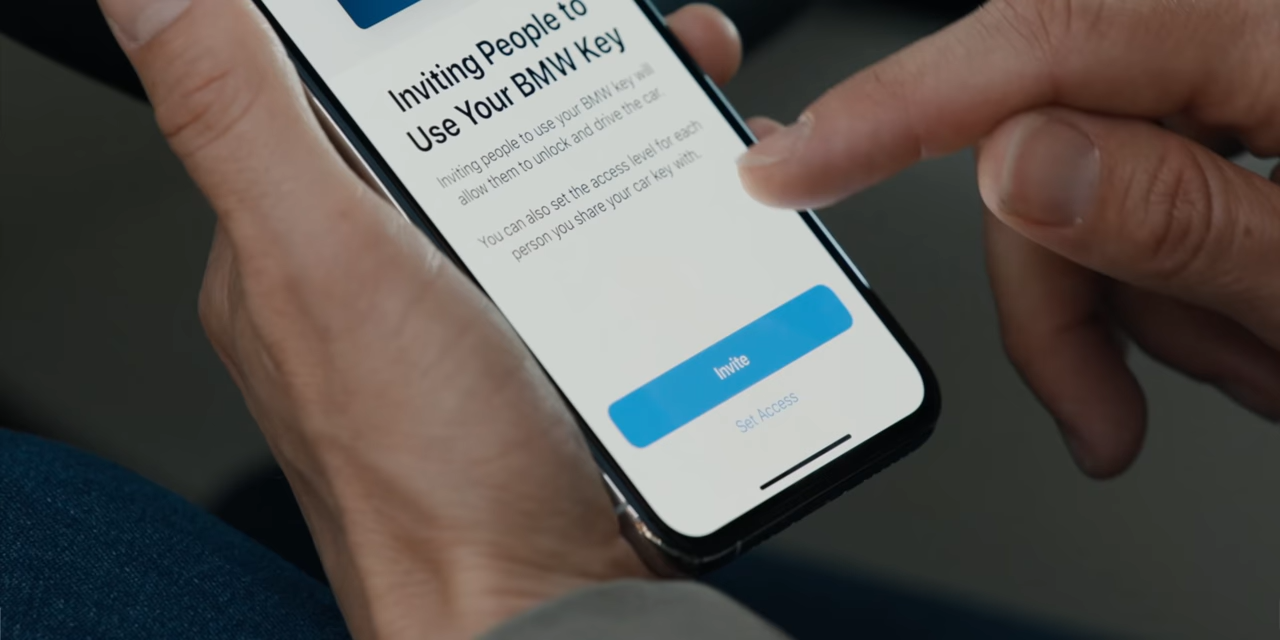 Inviting People to
Use Your BMW Key
Inviting people to use your BMW key will
allow them to unlock and drive the car.
You can also set the access level for each
person you share your car key with.
Invite
Set Access